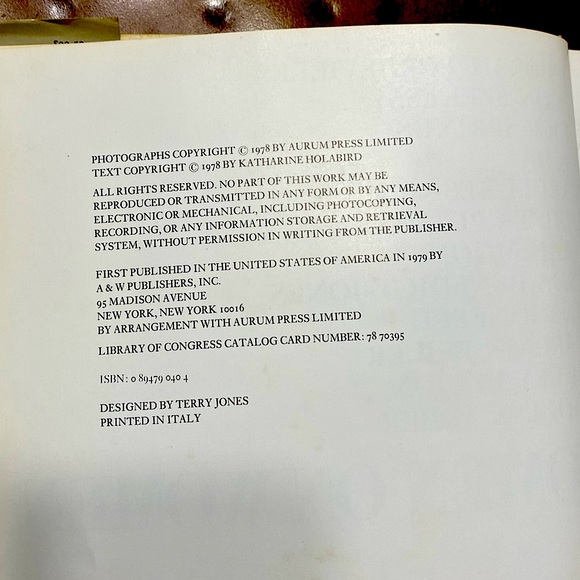 PHOTOGRAPHS COPYRIGHT © 1978 BY AURUM PRESS LIMITED
TEXT COPYRIGHT © 1978 BY KATHARINE HOLABIRD
ALL RIGHTS RESERVED. NO PART OF THIS WORK MAY BE
REPRODUCED OR TRANSMITTED IN ANY FORM OR BY ANY MEANS,
ELECTRONIC OR MECHANICAL, INCLUDING PHOTOCOPYING,
RECORDING, OR ANY INFORMATION STORAGE AND RETRIEVAL
SYSTEM, WITHOUT PERMISSION IN WRITING FROM THE PUBLISHER.
FIRST PUBLISHED IN THE UNITED STATES OF AMERICA IN 1979 BY
A & W PUBLISHERS, INC.
95 MADISON AVENUE
NEW YORK, NEW YORK 10016
BY ARRANGEMENT WITH AURUM PRESS LIMITED
LIBRARY OF CONGRESS CATALOG CARD NUMBER: 78 70395
ISBN: 0 89479 040 4
DESIGNED BY TERRY JONES
PRINTED IN ITALY